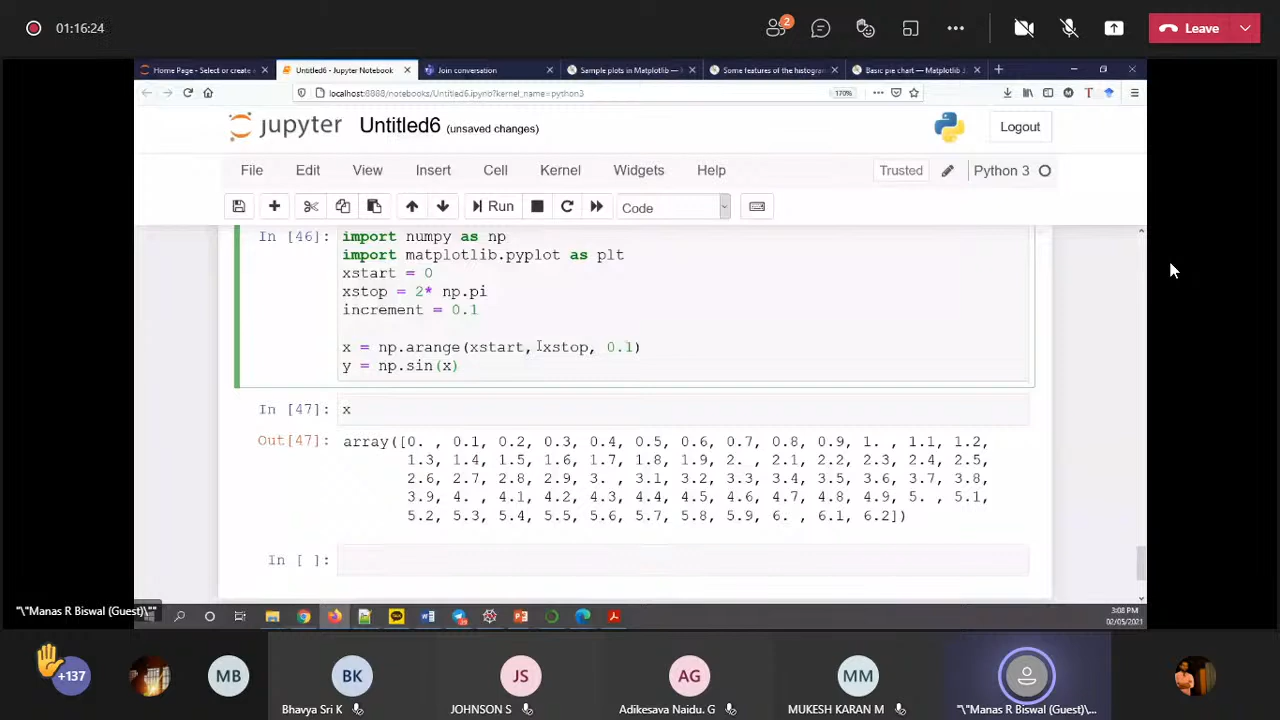 01:16:24
2
Leave
Home Page - Select or create
Untitled6 - Jupyter Notebook
Join conversation
Sample plots in Matplotlib —
Some features of the histogram
Basic pie chart — Matplotlib
localhost:8888/notebooks/Untitled6.ipynb?kernel_name=python3
170%
jupyter Untitled6 (unsaved changes)
Logout
File Edit View Insert Cell Kernel Widgets Help
Trusted
Python 3
Run
Code
In [46]: import numpy as np
import matplotlib.pyplot as plt
xstart = 0
xstop = 2* np.pi
increment = 0.1
x = np.arange(xstart, xstop, 0.1)
y = np.sin(x)
In [47]: x
Out[47]: array([0. , 0.1, 0.2, 0.3, 0.4, 0.5, 0.6, 0.7, 0.8, 0.9, 1. , 1.1, 1.2,
1.3, 1.4, 1.5, 1.6, 1.7, 1.8, 1.9, 2. , 2.1, 2.2, 2.3, 2.4, 2.5,
2.6, 2.7, 2.8, 2.9, 3. , 3.1, 3.2, 3.3, 3.4, 3.5, 3.6, 3.7, 3.8,
3.9, 4. , 4.1, 4.2, 4.3, 4.4, 4.5, 4.6, 4.7, 4.8, 4.9, 5. , 5.1,
5.2, 5.3, 5.4, 5.5, 5.6, 5.7, 5.8, 5.9, 6. , 6.1, 6.2])
In [ ]:
"\"Manas R Biswal (Guest)\""
3:08 PM
02/05/2021
+137
MB
BK
Bhavya Sri K
JS
JOHNSON S
AG
Adikesava Naidu. G
MM
MUKESH KARAN M
"\"Manas R Biswal (Guest)\...